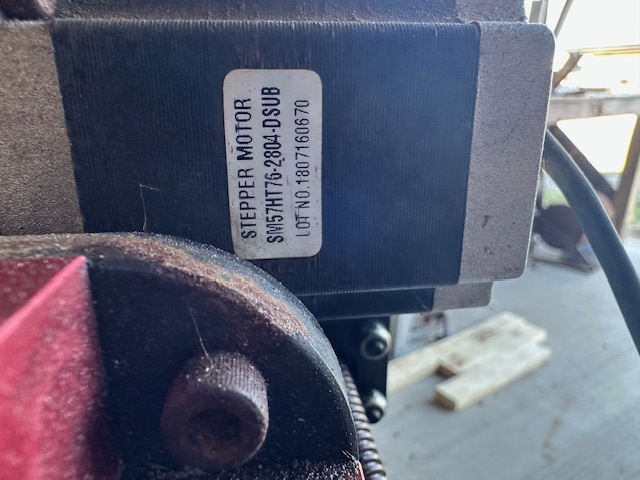 STEPPER MOTOR
SM57HT76-2804-DSUB
LOT NO.1807160670